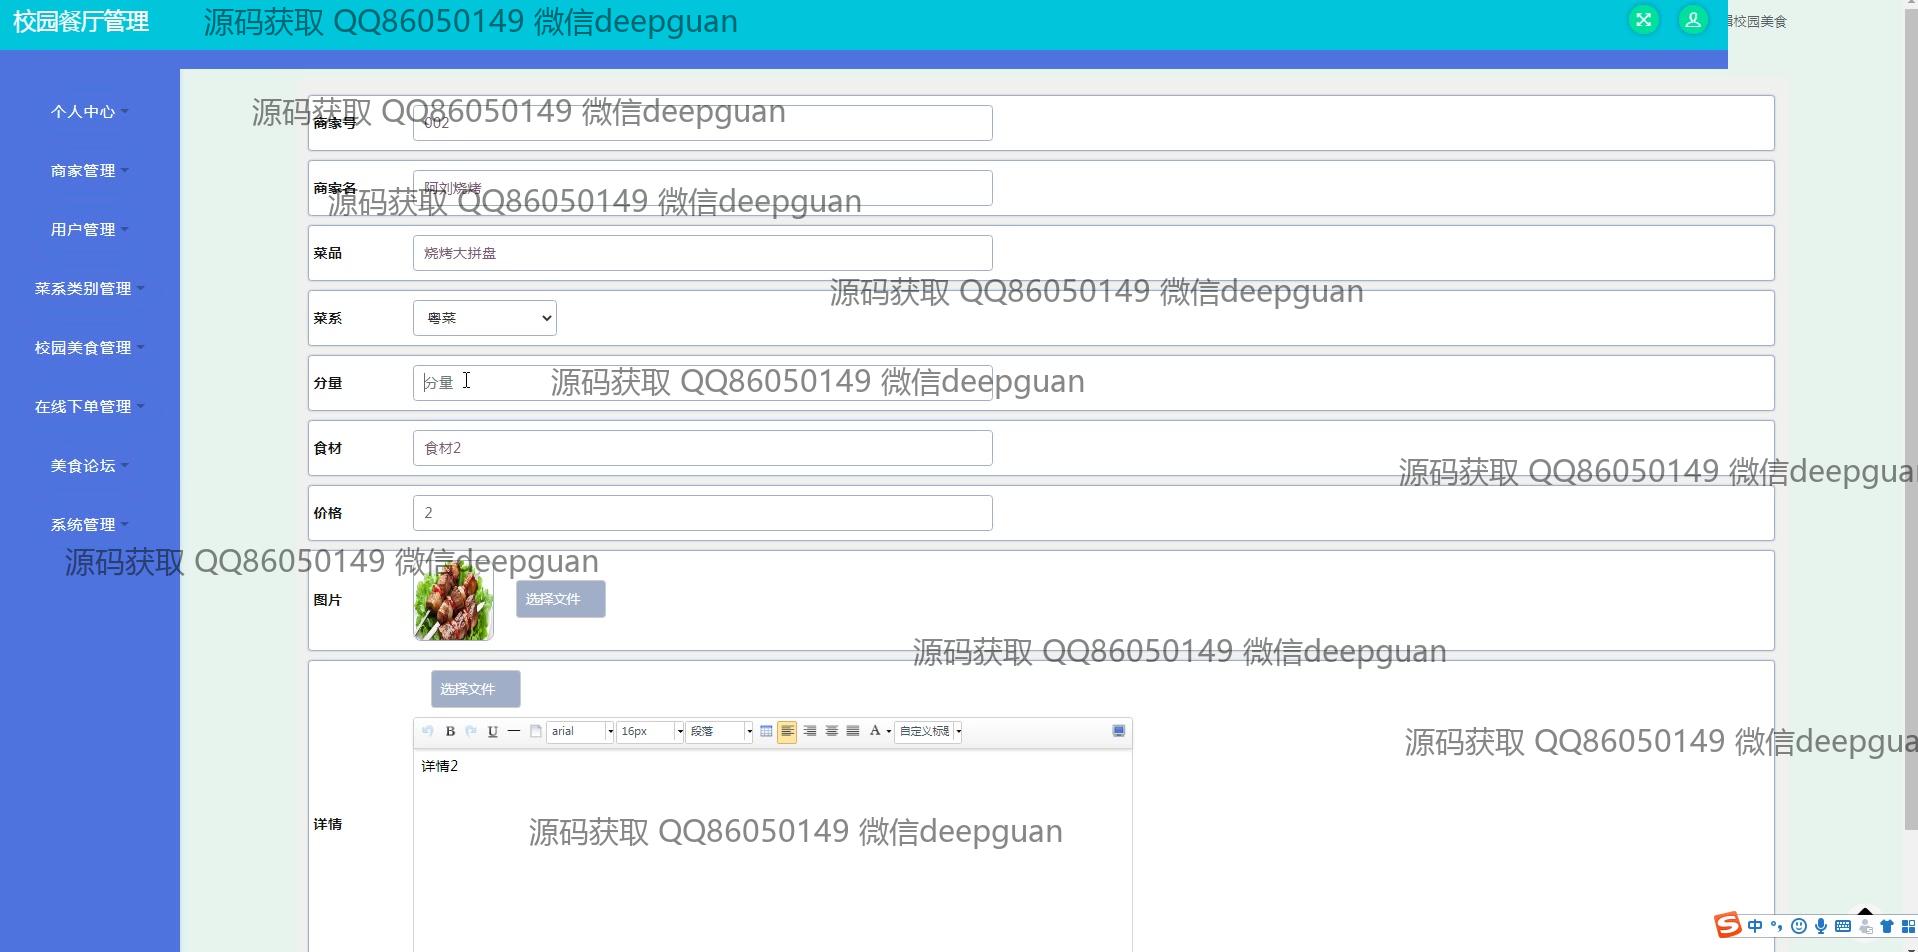 校园餐厅管理
源码获取 QQ86050149 微信deepguan
校园美食
源码获取 QQ86050149 微信deepguan
个人中心
商家号
002
商家管理
商家名
阿刘烧烤
源码获取 QQ86050149 微信deepguan
用户管理
菜品
烧烤大拼盘
菜系类别管理
源码获取 QQ86050149 微信deepguan
菜系
粤菜
校园美食管理
分量
分量
源码获取 QQ86050149 微信deepguan
在线下单管理
食材
食材2
美食论坛
源码获取 QQ86050149 微信deepgua
价格
2
系统管理
源码获取 QQ86050149 微信deepguan
图片
选择文件
源码获取 QQ86050149 微信deepguan
选择文件
B U arial 16px 段落 A 自定义标题
源码获取 QQ86050149 微信deepgua
详情2
详情
源码获取 QQ86050149 微信deepguan
中